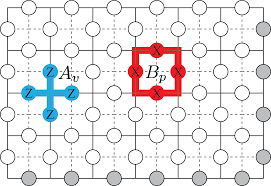 X
Z A_v X B_p X
Z Z X
Z